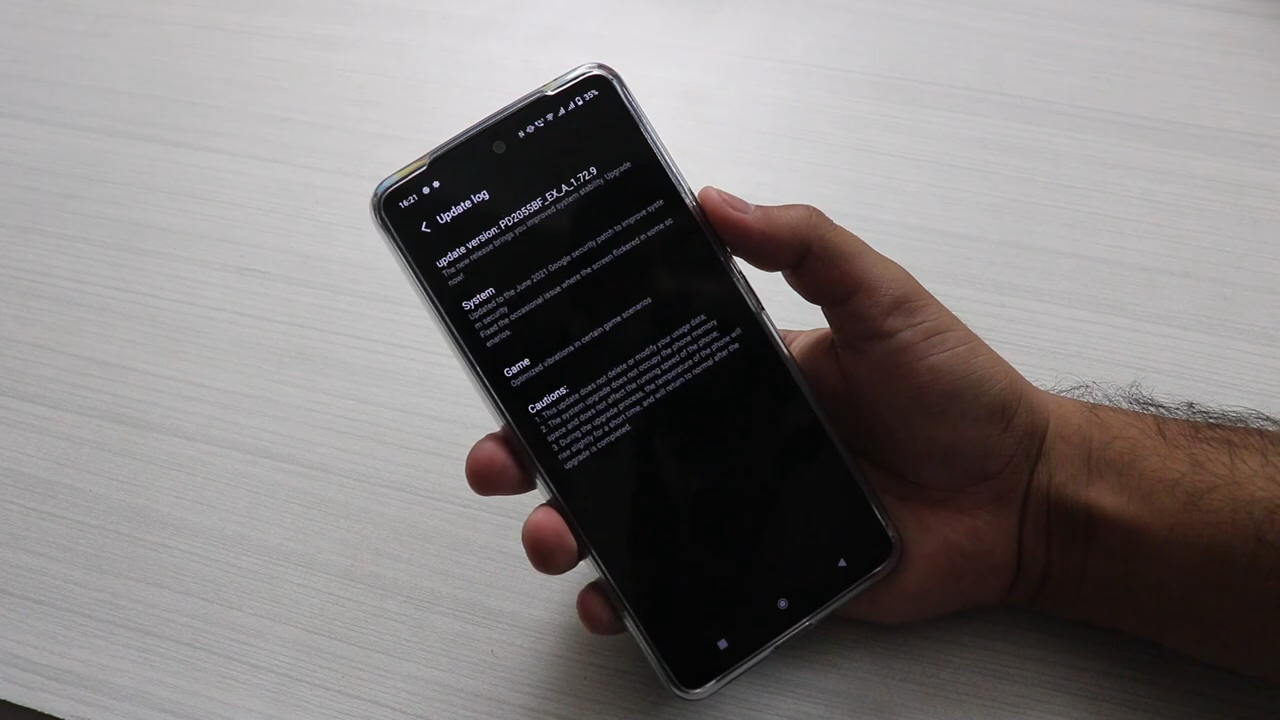 16:21
35%
Update log
update version: PD2055BF_EX_A_1.72.9
The new release brings you improved system stability. Upgrade
now!
System
Updated to the June 2021 Google security patch to improve syste
m security
Fixed the occasional issue where the screen flickered in some sc
enarios.
Game
Optimized vibrations in certain game scenarios
Cautions:
1. This update does not delete or modify your usage data;
2. The system upgrade does not occupy the phone memory
space and does not affect the running speed of the phone;
3. During the upgrade process, the temperature of the phone will
rise slightly for a short time, and will return to normal after the
upgrade is completed.